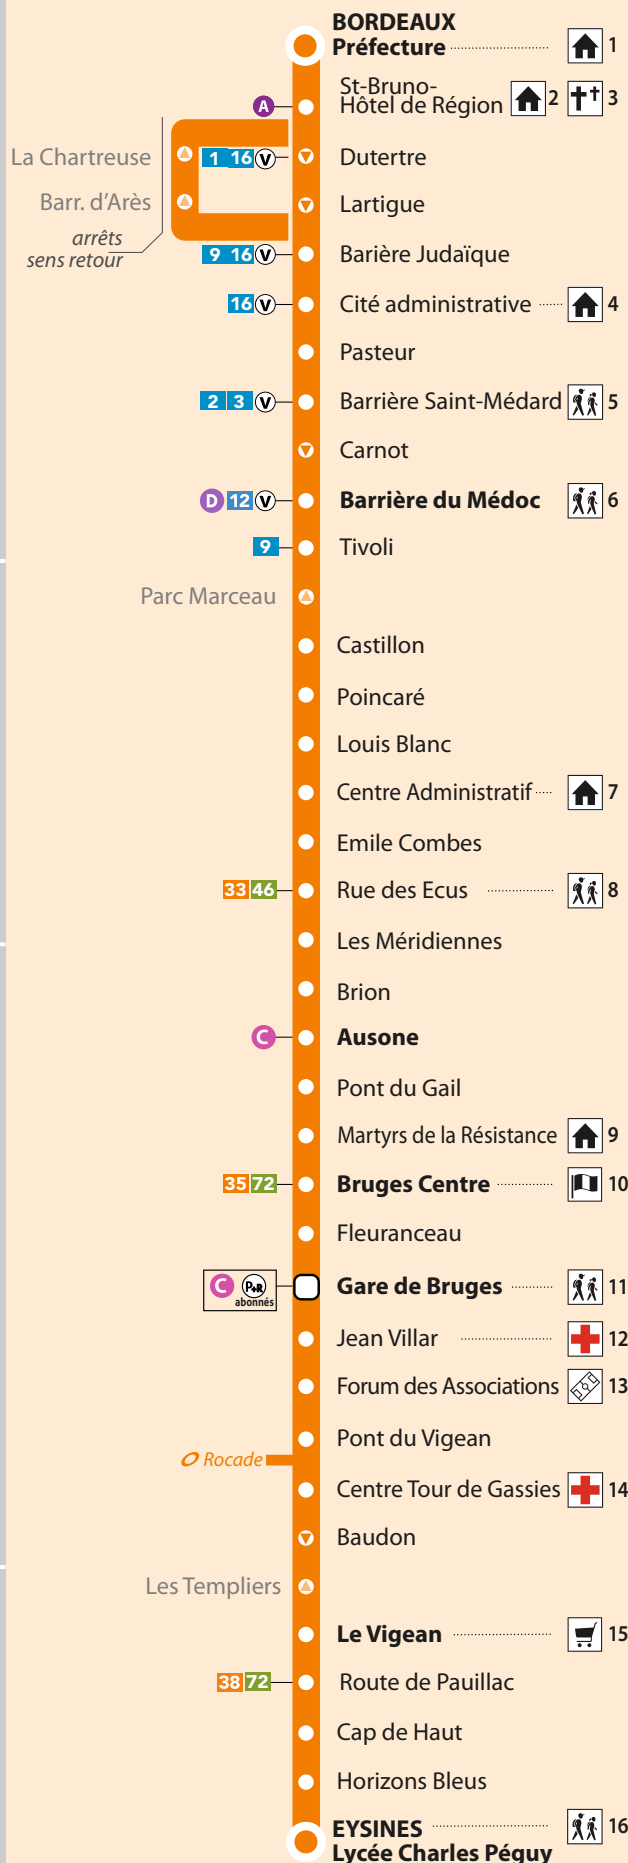 BORDEAUX
Préfecture 1
St-Bruno-
A Hôtel de Région 2 3
La Chartreuse 1 16 V Dutertre
Barr. d'Arès Lartigue
arrêts
sens retour
9 16 V Barière Judaïque
16 V Cité administrative 4
Pasteur
2 3 V Barrière Saint-Médard 5
Carnot
D 12 V Barrière du Médoc 6
9 Tivoli
Parc Marceau
Castillon
Poincaré
Louis Blanc
Centre Administratif 7
Emile Combes
33 46 Rue des Ecus 8
Les Méridiennes
Brion
C Ausone
Pont du Gail
Martyrs de la Résistance 9
35 72 Bruges Centre 10
Fleuranceau
C P+R Gare de Bruges 11
abonnés
Jean Villar 12
Forum des Associations 13
Pont du Vigean
Rocade
Centre Tour de Gassies 14
Baudon
Les Templiers
Le Vigean 15
38 72 Route de Pauillac
Cap de Haut
Horizons Bleus
EYSINES 16
Lycée Charles Péguy